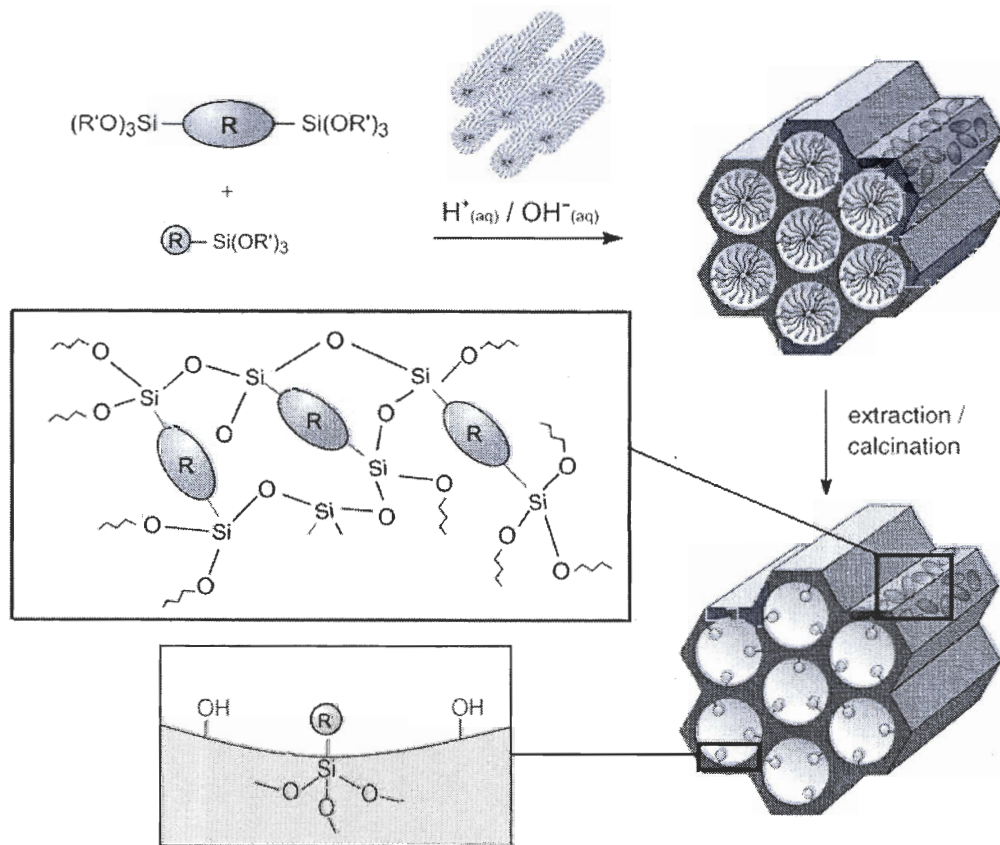 (R'O)₃Si R Si(OR')₃
+
R Si(OR')₃
H⁺(aq) / OH⁻(aq)
extraction /
calcination
O O Si O Si O
Si O
O O R R R O
O Si
Si O Si O O Si
O O O O
OH R OH
Si
O O O